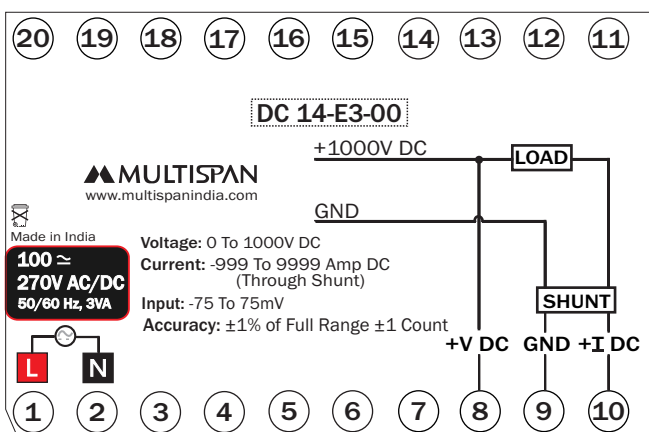 20 19 18 17 16 15 14 13 12 11
DC 14-E3-00
+1000V DC
LOAD
MULTISPAN
www.multispanindia.com
GND
Made in India
100 ≃
270V AC/DC
50/60 Hz, 3VA
Voltage: 0 To 1000V DC
Current: -999 To 9999 Amp DC
(Through Shunt)
Input: -75 To 75mV
Accuracy: ±1% of Full Range ±1 Count
SHUNT
+V DC GND +I DC
L N
1 2 3 4 5 6 7 8 9 10